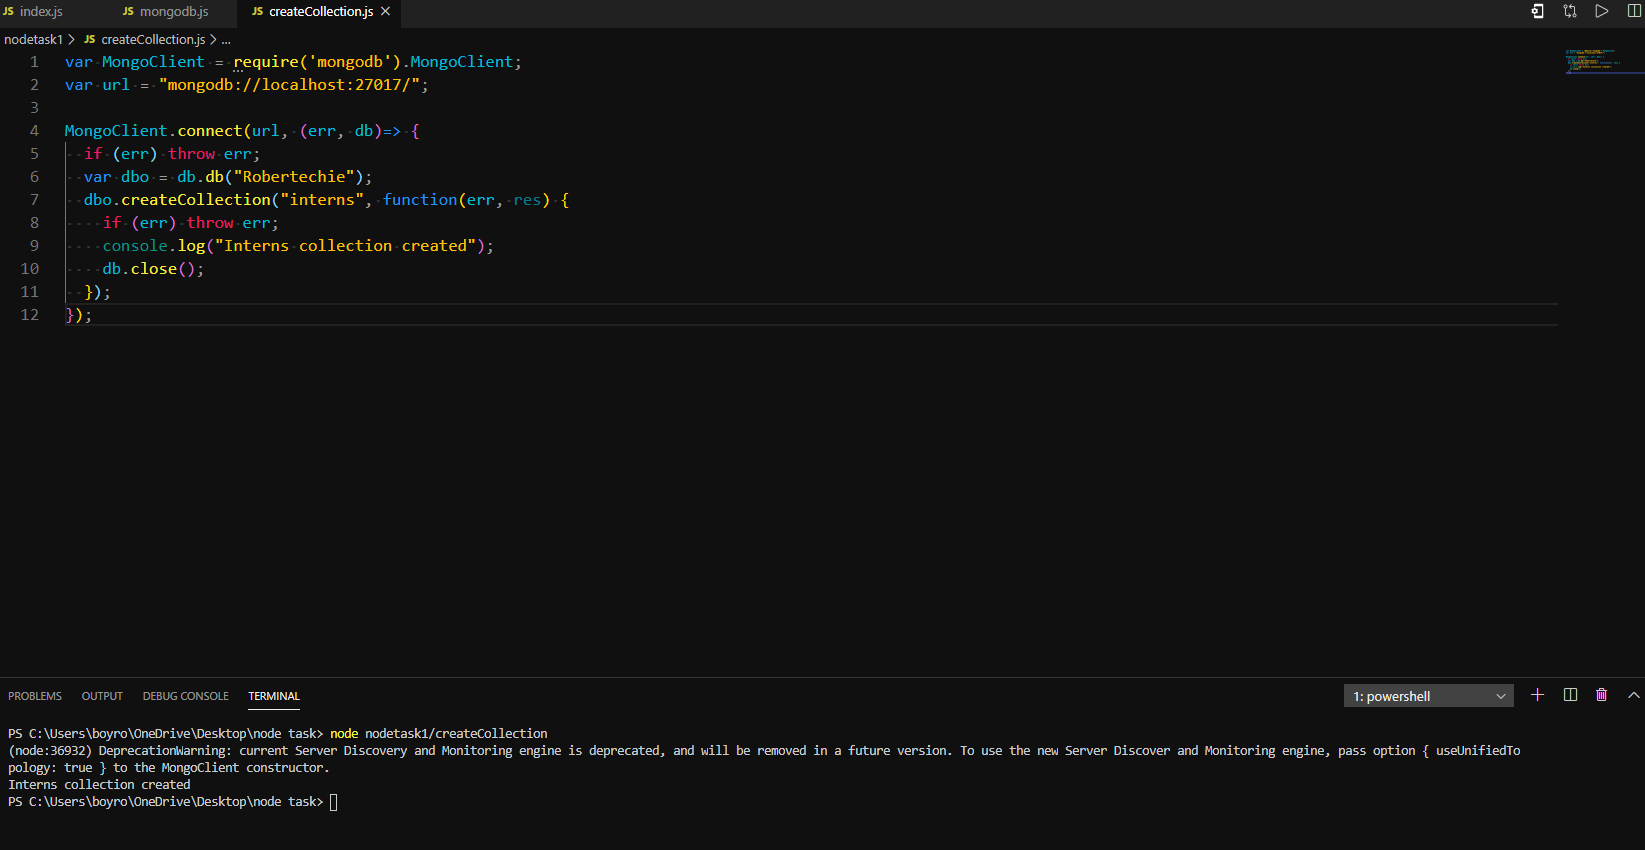 JS index.js JS mongodb.js JS createCollection.js ×
nodetask1 > JS createCollection.js > ...
1 var MongoClient = require('mongodb').MongoClient;
2 var url = "mongodb://localhost:27017/";
3
4 MongoClient.connect(url, (err, db)=> {
5 if (err) throw err;
6 var dbo = db.db("Robertechie");
7 dbo.createCollection("interns", function(err, res) {
8 if (err) throw err;
9 console.log("Interns collection created");
10 db.close();
11 });
12 });
PROBLEMS OUTPUT DEBUG CONSOLE TERMINAL 1: powershell
PS C:\Users\boyro\OneDrive\Desktop\node task> node nodetask1/createCollection
(node:36932) DeprecationWarning: current Server Discovery and Monitoring engine is deprecated, and will be removed in a future version. To use the new Server Discover and Monitoring engine, pass option { useUnifiedTo
pology: true } to the MongoClient constructor.
Interns collection created
PS C:\Users\boyro\OneDrive\Desktop\node task>